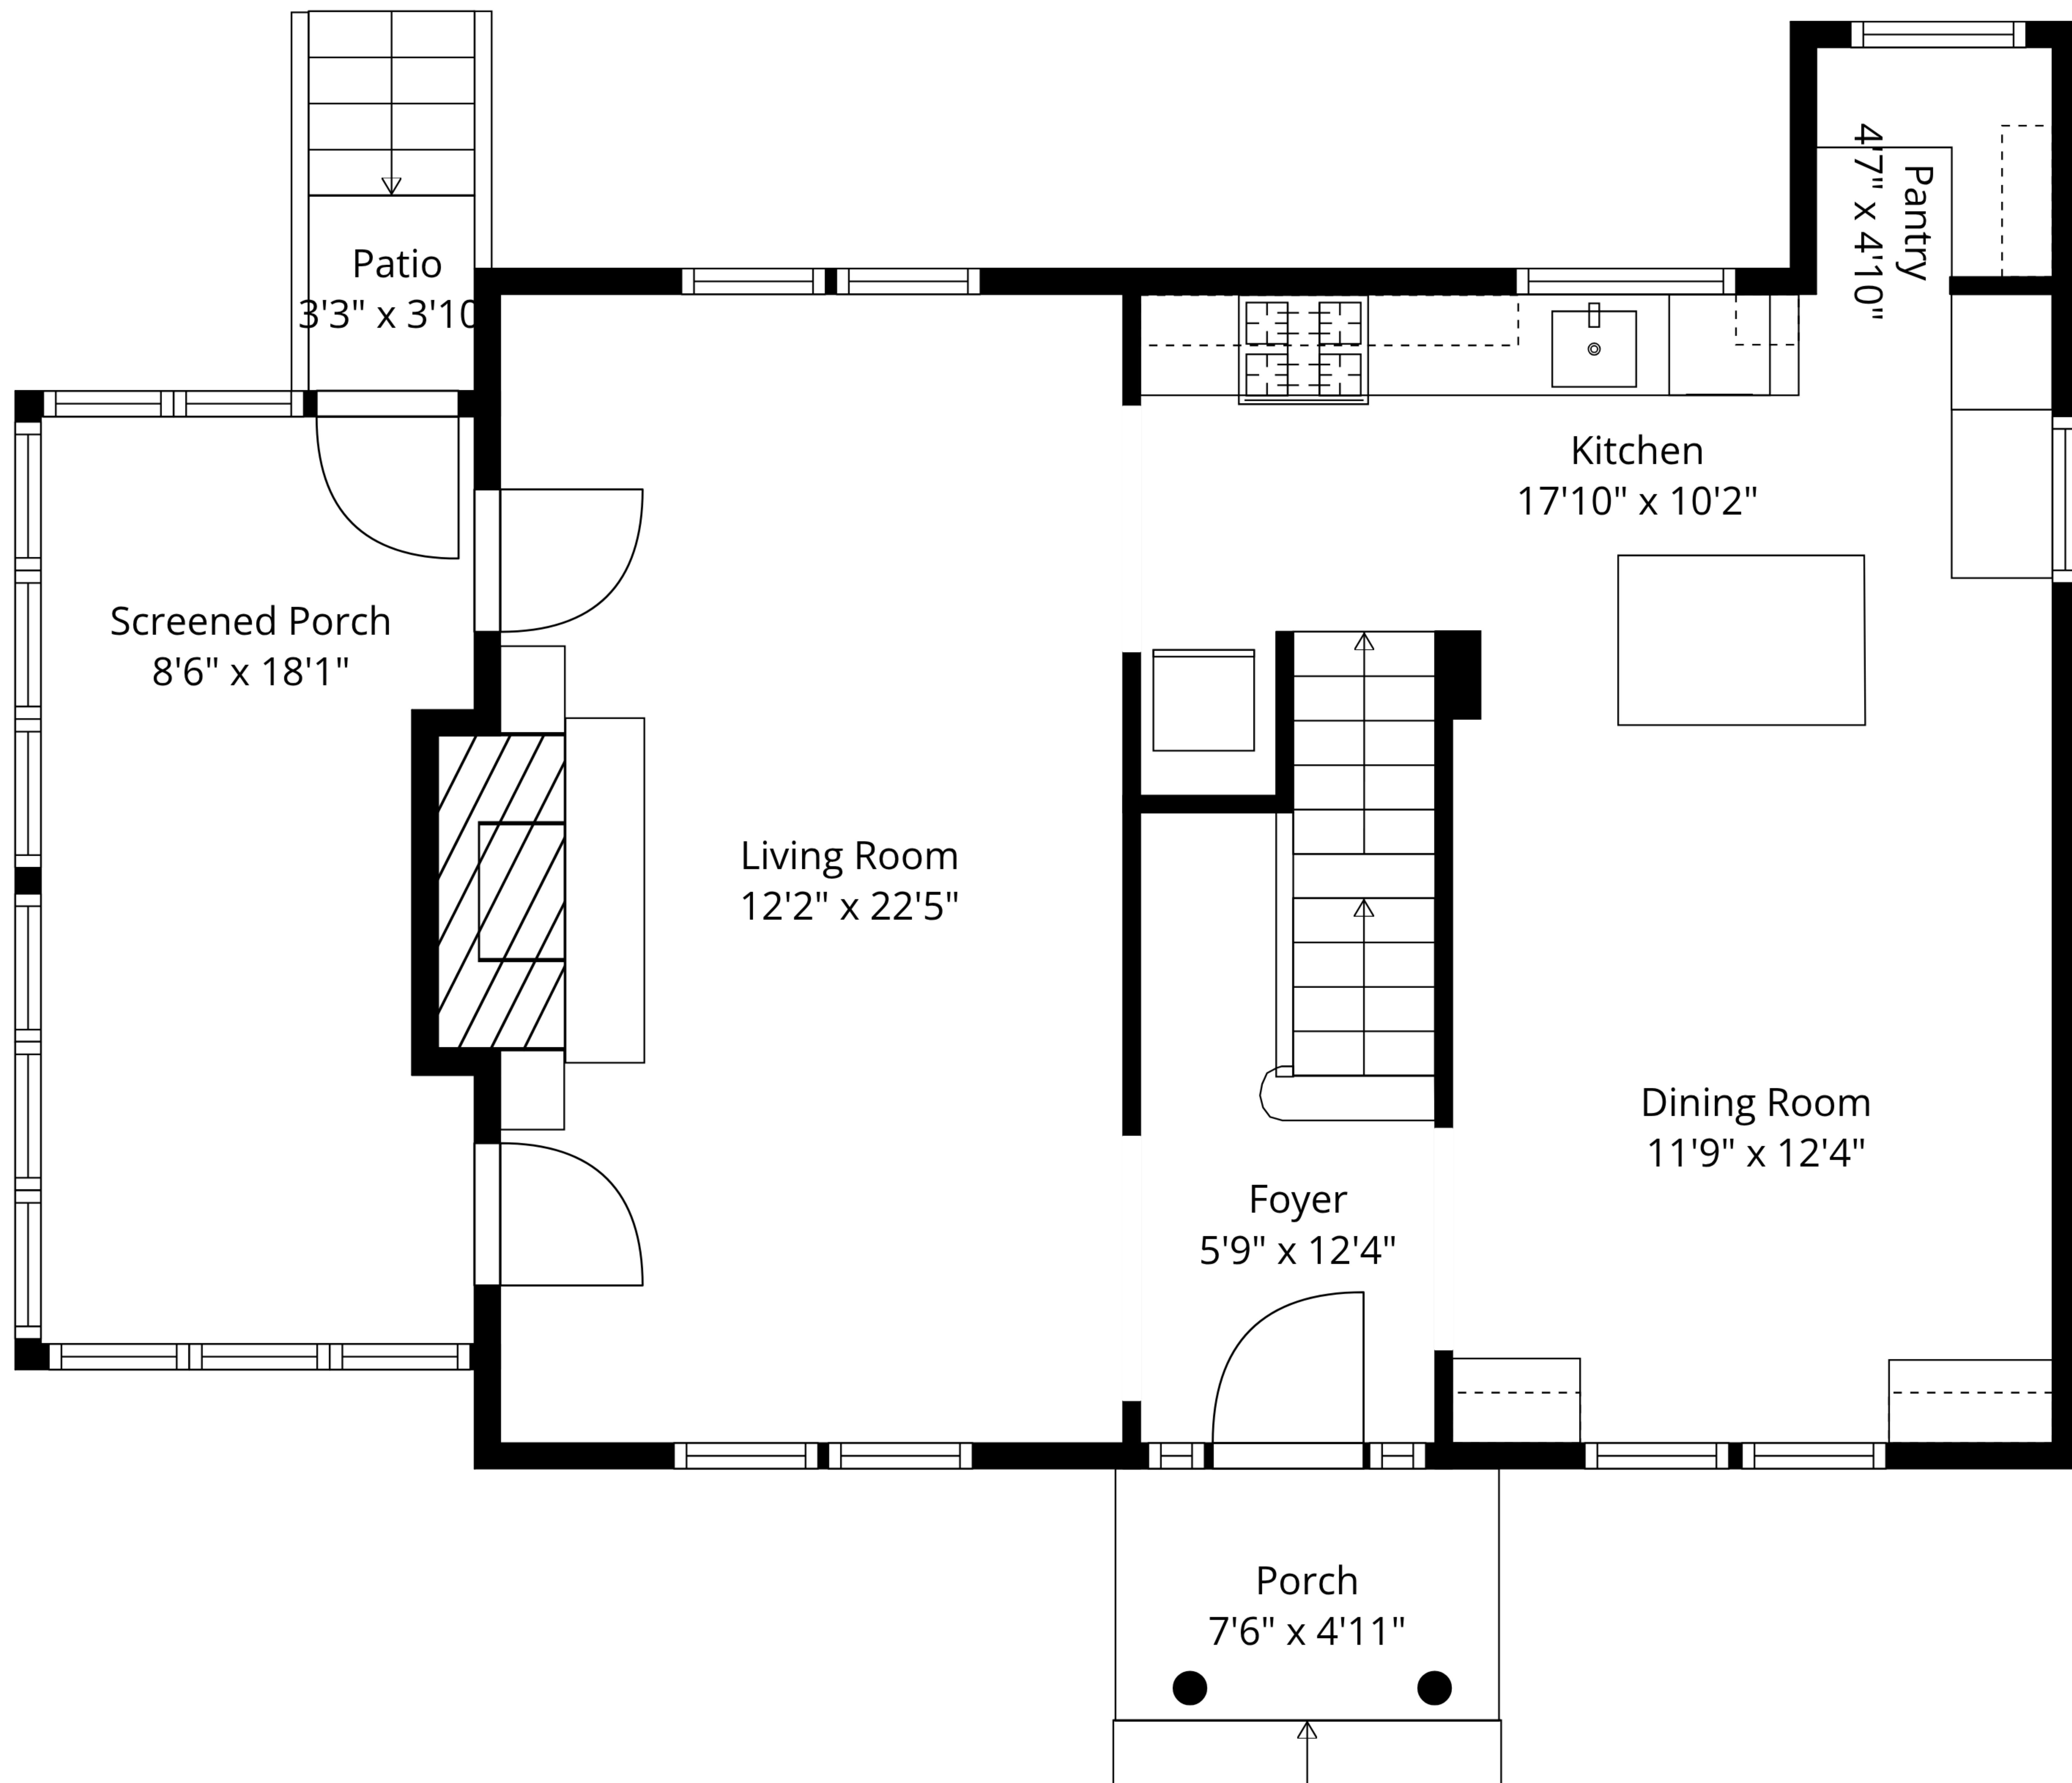 Patio
3'3" x 3'10
Pantry
4'7" x 4'10"
Kitchen
17'10" x 10'2"
Screened Porch
8'6" x 18'1"
Living Room
12'2" x 22'5"
Dining Room
11'9" x 12'4"
Foyer
5'9" x 12'4"
Porch
7'6" x 4'11"